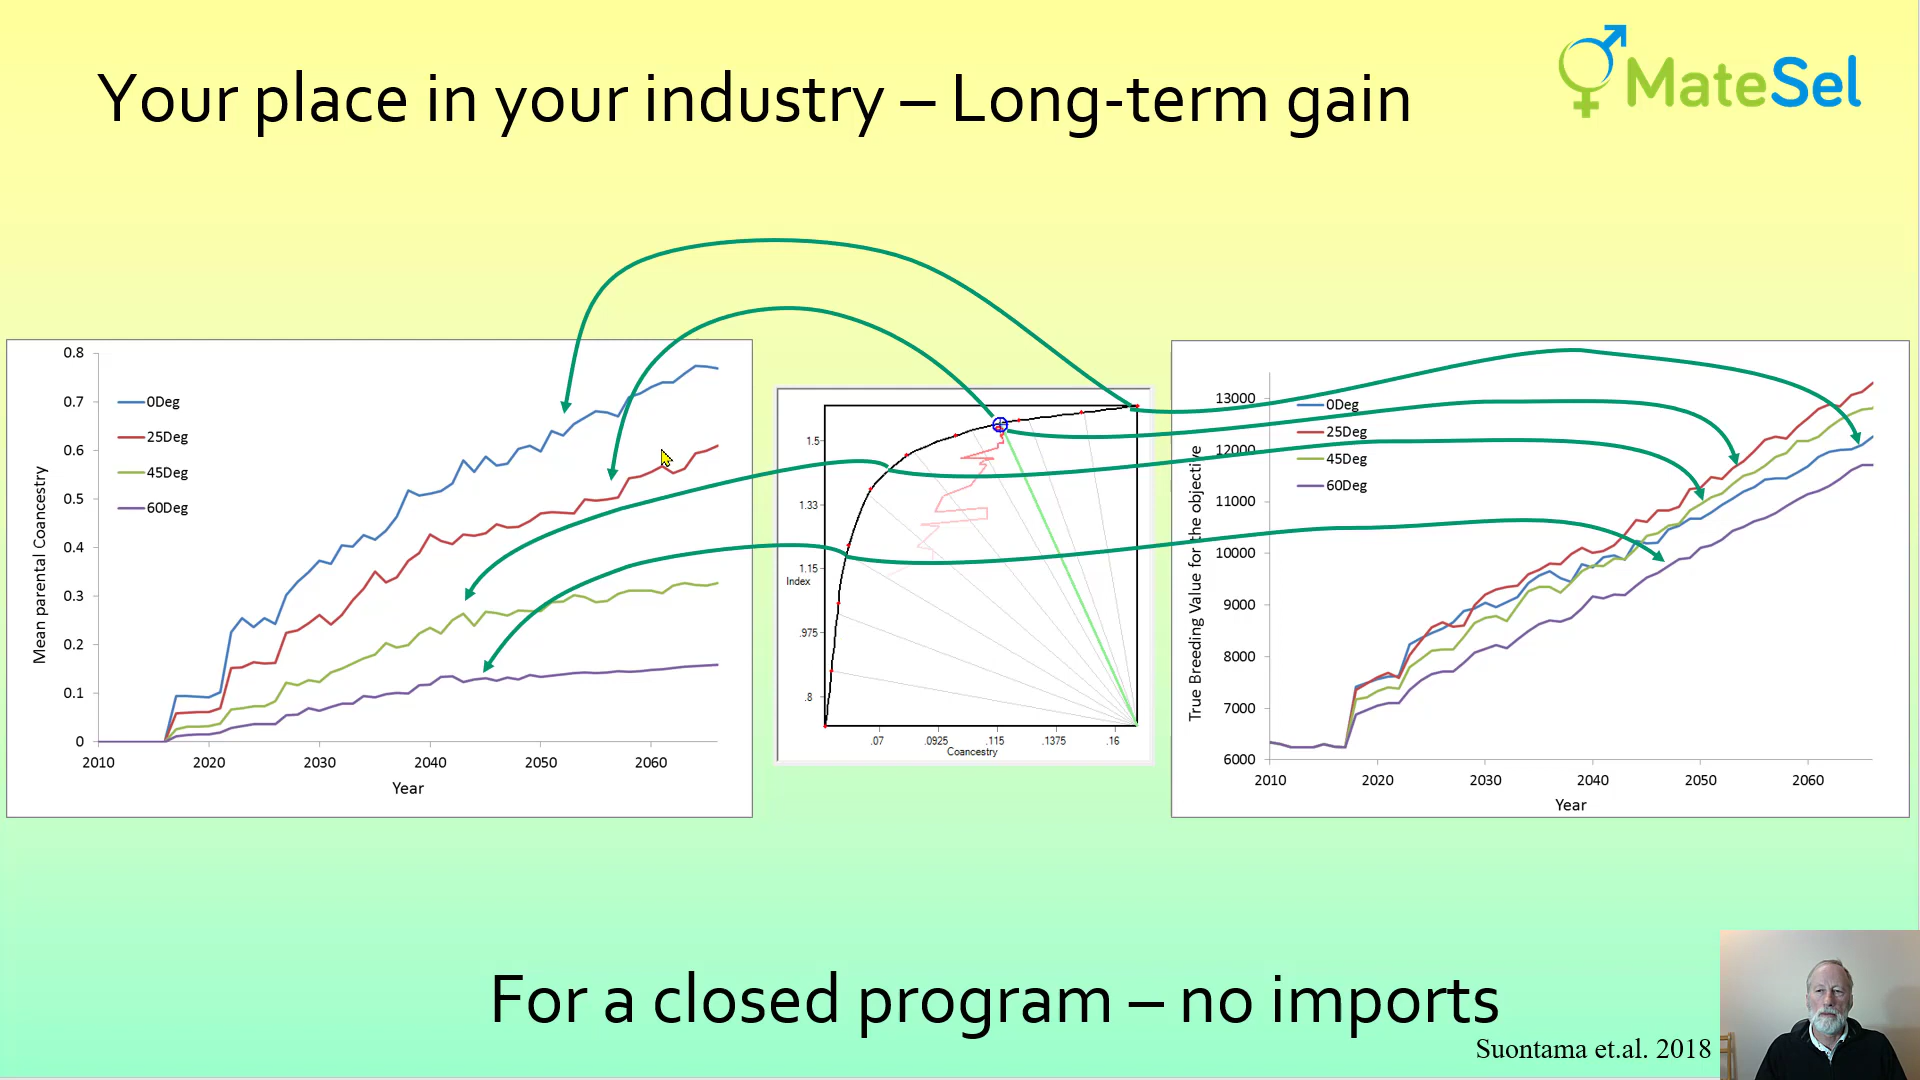 Your place in your industry – Long-term gain
MateSel
0.8
0.7
0.6
0.5
0.4
0.3
0.2
0.1
0
Mean parental Coancestry
0Deg
25Deg
45Deg
60Deg
2010 2020 2030 2040 2050 2060
Year
1.5
1.33
1.15
Index
.975
.8
.07 .0925 .115 .1375 .16
Coancestry
13000
12000
11000
10000
9000
8000
7000
6000
True Breeding Value for the objective
0Deg
25Deg
45Deg
60Deg
2010 2020 2030 2040 2050 2060
Year
For a closed program – no imports
Suontama et.al. 2018